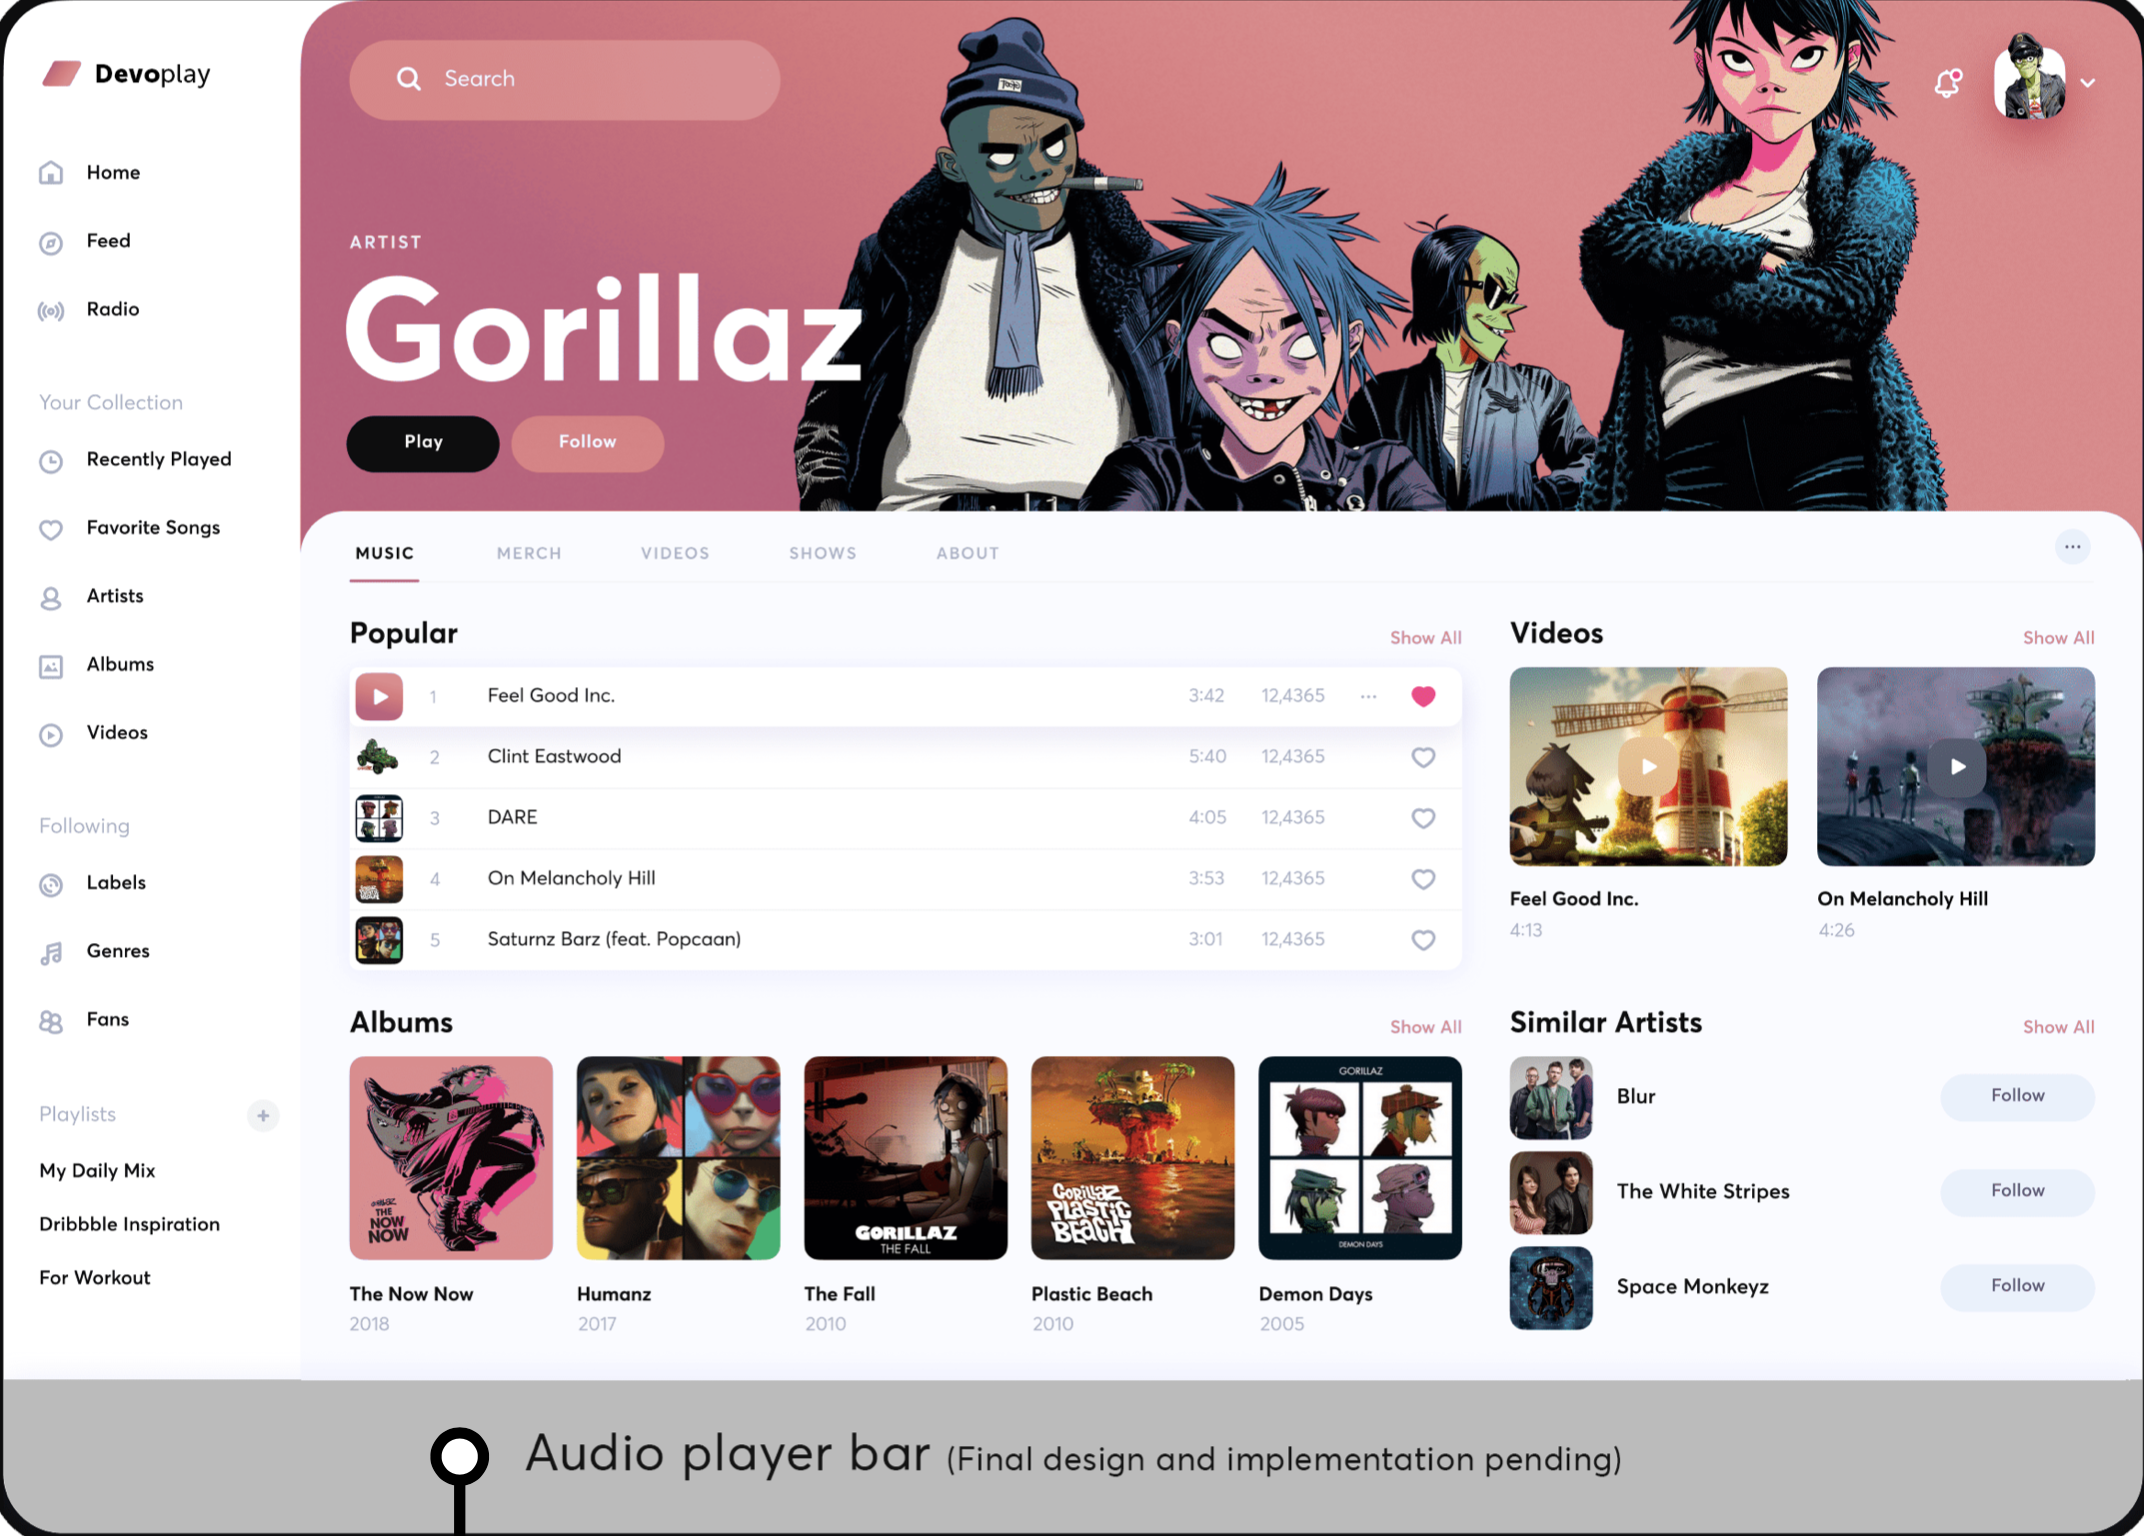 Devoplay
Home
Feed
Radio
Your Collection
Recently Played
Favorite Songs
Artists
Albums
Videos
Following
Labels
Genres
Fans
Playlists
+
My Daily Mix
Dribbble Inspiration
For Workout
Search
ARTIST
Gorillaz
Play
Follow
MUSIC MERCH VIDEOS SHOWS ABOUT
Popular Show All
1 Feel Good Inc. 3:42 12,4365
2 Clint Eastwood 5:40 12,4365
3 DARE 4:05 12,4365
4 On Melancholy Hill 3:53 12,4365
5 Saturnz Barz (feat. Popcaan) 3:01 12,4365
Videos Show All
Feel Good Inc.
4:13
On Melancholy Hill
4:26
Albums Show All
THE
NOW
NOW
The Now Now
2018
Humanz
2017
GORILLAZ
THE FALL
The Fall
2010
GORILLAZ
PLASTIC
BEACH
Plastic Beach
2010
GORILLAZ
DEMON DAYS
Demon Days
2005
Similar Artists Show All
Blur Follow
The White Stripes Follow
Space Monkeyz Follow
Audio player bar (Final design and implementation pending)